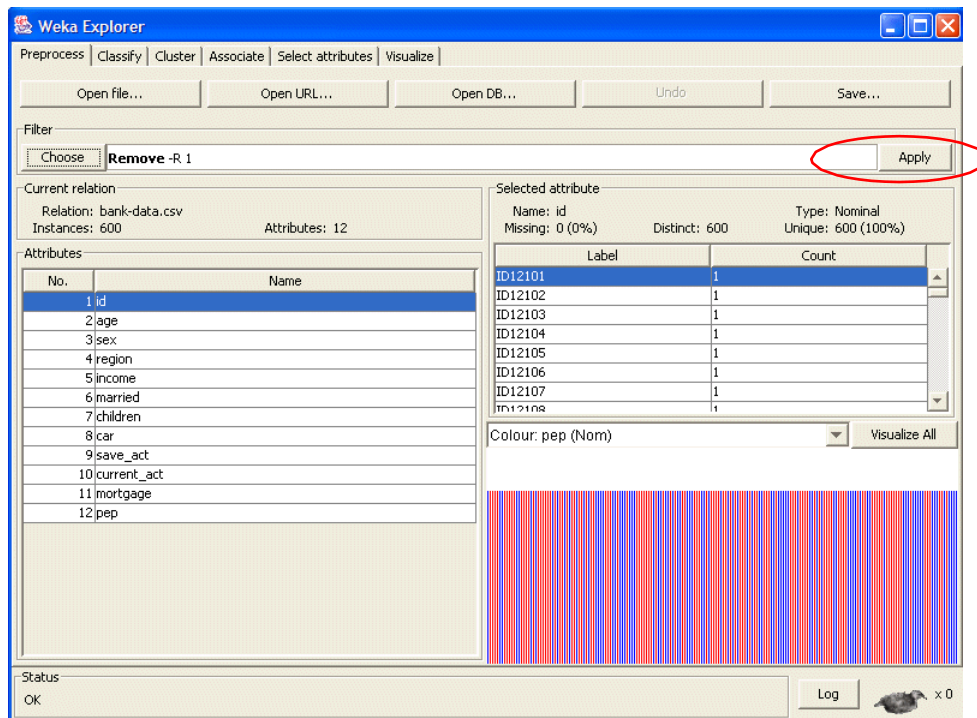 Weka Explorer
Preprocess Classify Cluster Associate Select attributes Visualize
Open file... Open URL... Open DB... Undo Save...
Filter
Choose Remove -R 1 Apply
Current relation
Relation: bank-data.csv
Instances: 600 Attributes: 12
Attributes
No. Name
1 id
2 age
3 sex
4 region
5 income
6 married
7 children
8 car
9 save_act
10 current_act
11 mortgage
12 pep
Selected attribute
Name: id Type: Nominal
Missing: 0 (0%) Distinct: 600 Unique: 600 (100%)
Label Count
ID12101 1
ID12102 1
ID12103 1
ID12104 1
ID12105 1
ID12106 1
ID12107 1
ID12108 1
Colour: pep (Nom) Visualize All
Status
OK Log x 0